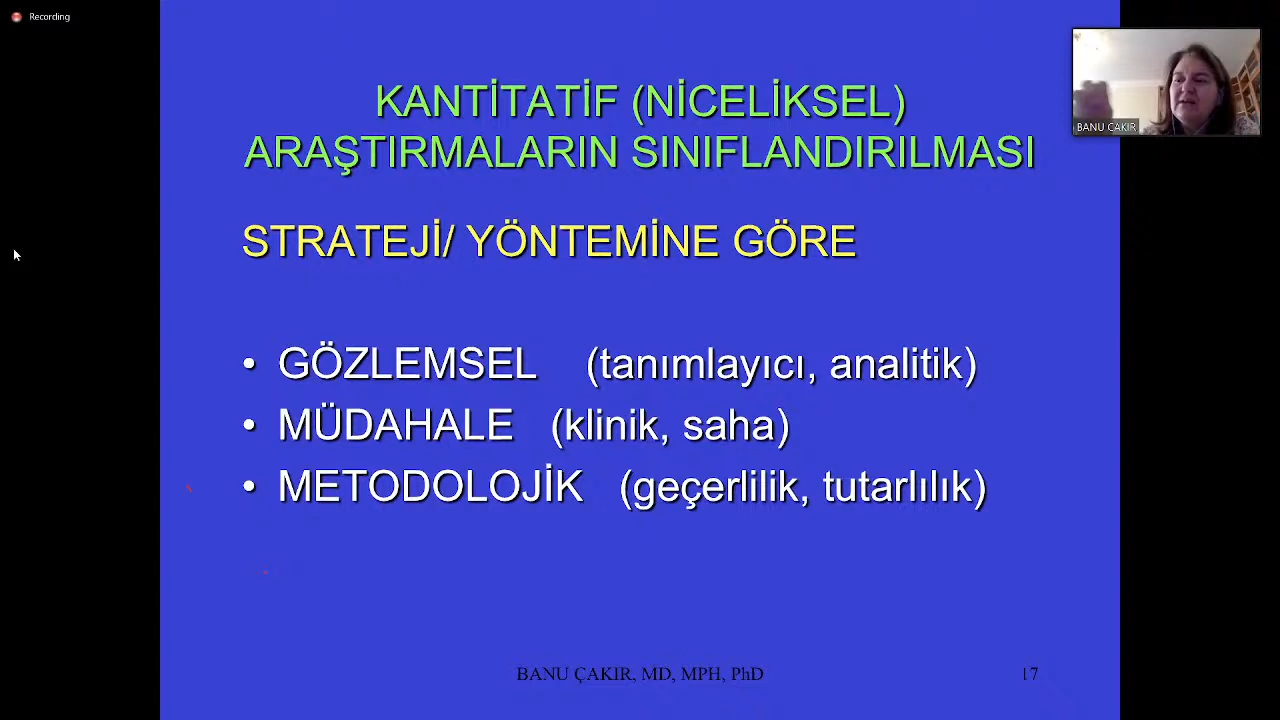 Recording
KANTİTATİF (NİCELİKSEL)
ARAŞTIRMALARIN SINIFLANDIRILMASI
BANU CAKIR
STRATEJİ/ YÖNTEMİNE GÖRE
• GÖZLEMSEL (tanımlayıcı, analitik)
• MÜDAHALE (klinik, saha)
• METODOLOJİK (geçerlilik, tutarlılık)
BANU ÇAKIR, MD, MPH, PhD
17